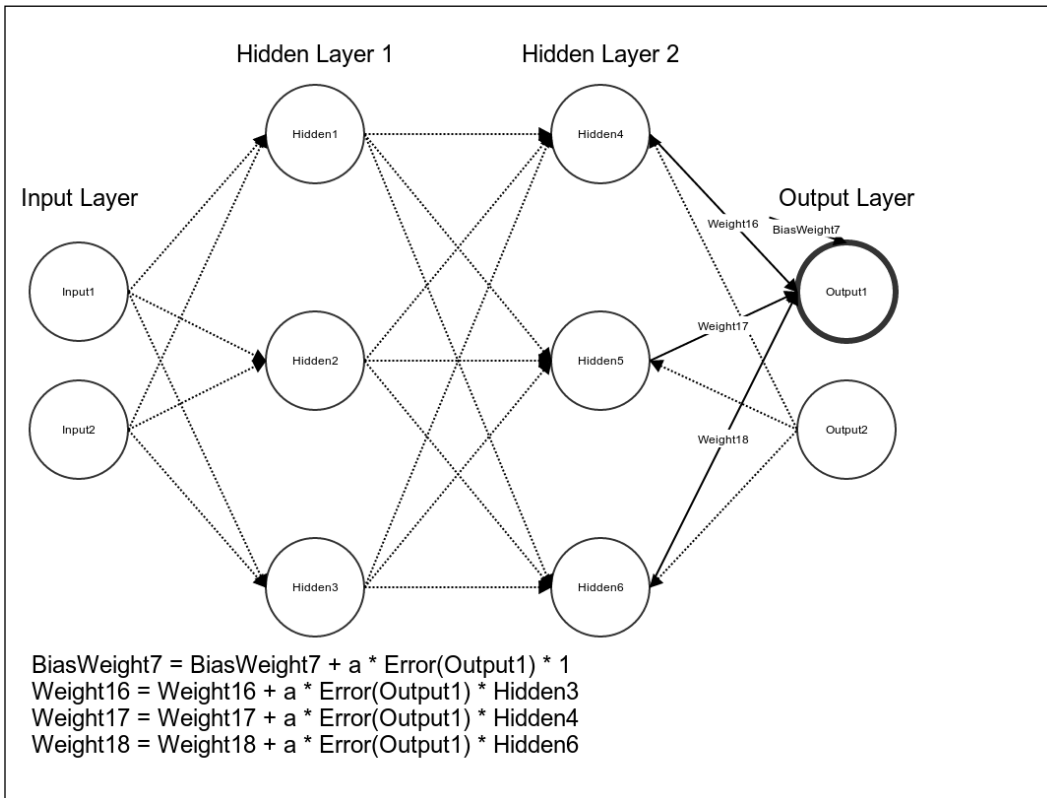 Hidden Layer 1
Hidden Layer 2
Hidden1
Hidden4
Input Layer
Output Layer
Weight16
BiasWeight7
Input1
Output1
Weight17
Hidden2
Hidden5
Input2
Output2
Weight18
Hidden3
Hidden6
BiasWeight7 = BiasWeight7 + a * Error(Output1) * 1
Weight16 = Weight16 + a * Error(Output1) * Hidden3
Weight17 = Weight17 + a * Error(Output1) * Hidden4
Weight18 = Weight18 + a * Error(Output1) * Hidden6